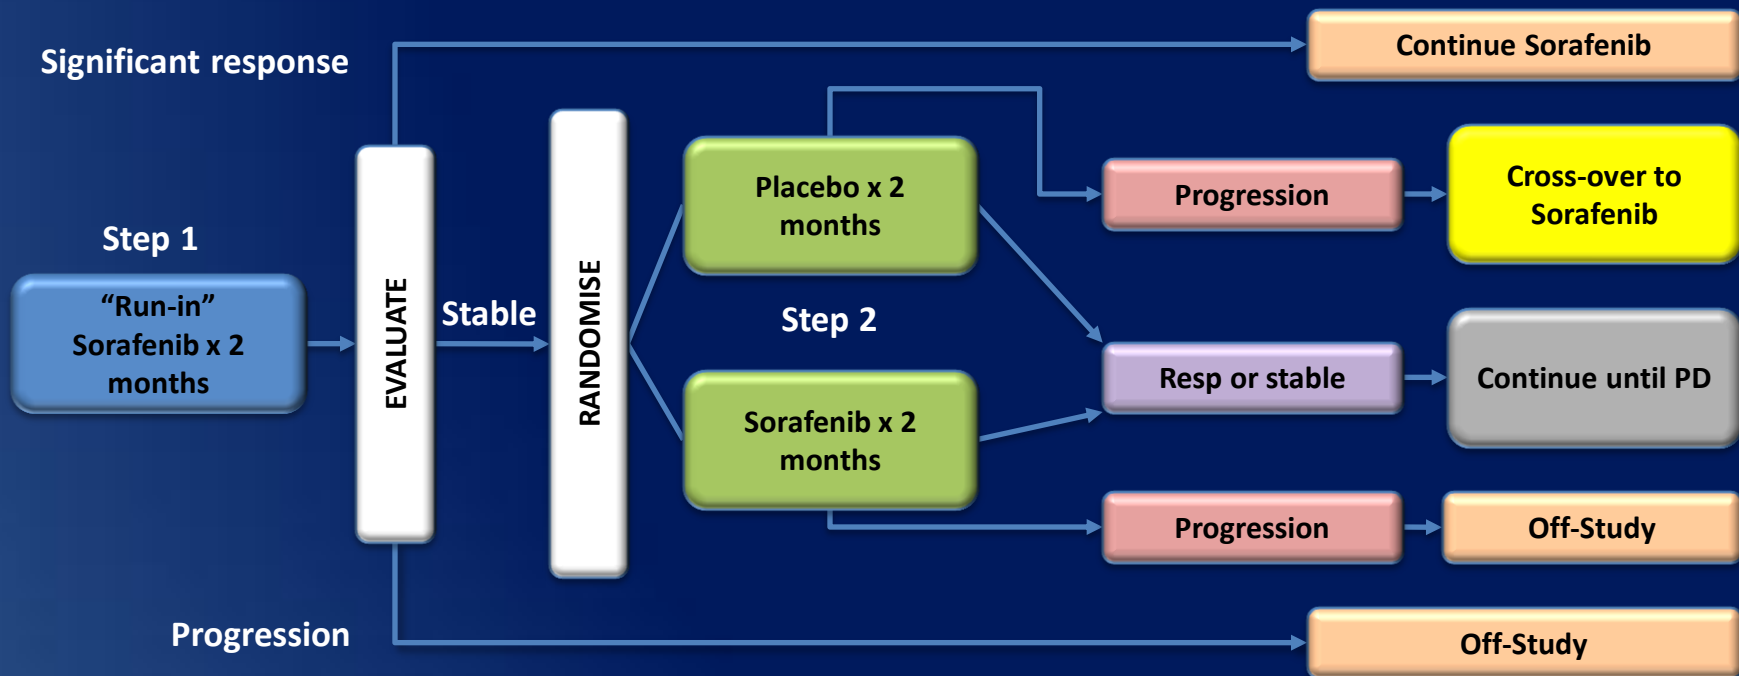 Significant response
Continue Sorafenib
Step 1
“Run-in”
Sorafenib x 2
months
EVALUATE
Stable
RANDOMISE
Placebo x 2
months
Step 2
Sorafenib x 2
months
Progression
Cross-over to
Sorafenib
Resp or stable
Continue until PD
Progression
Off-Study
Progression
Off-Study